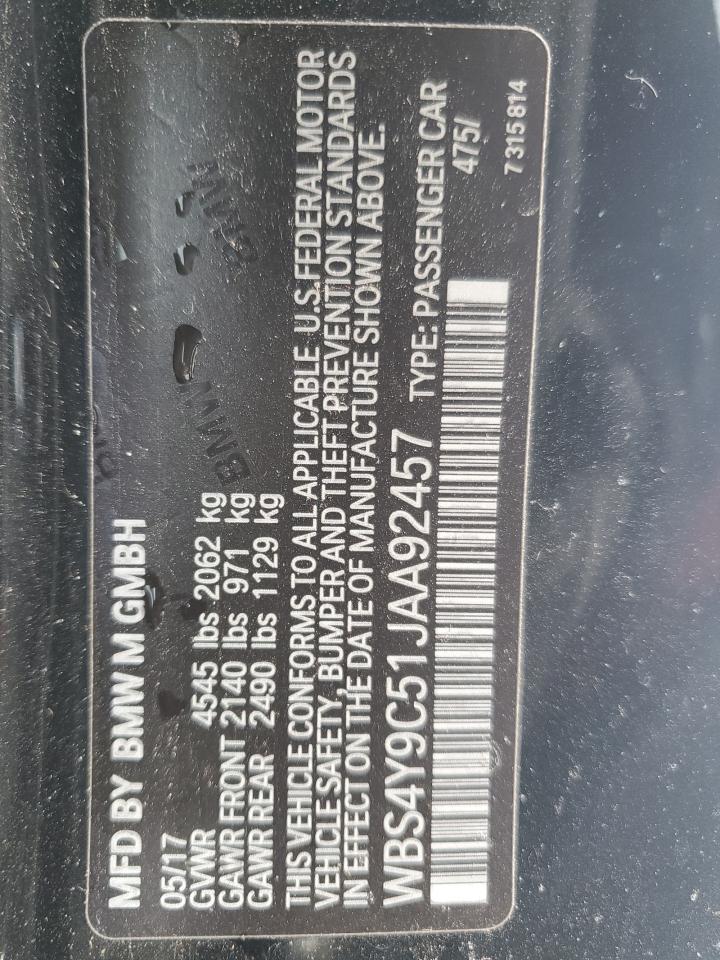 MFD BY BMW M GMBH
05/17
GVWR 4545 lbs 2062 kg
GAWR FRONT 2140 lbs 971 kg
GAWR REAR 2490 lbs 1129 kg
THIS VEHICLE CONFORMS TO ALL APPLICABLE U.S. FEDERAL MOTOR
VEHICLE SAFETY, BUMPER AND THEFT PREVENTION STANDARDS
IN EFFECT ON THE DATE OF MANUFACTURE SHOWN ABOVE.
WBS4Y9C51JAA92457 TYPE: PASSENGER CAR
475/
7 315 814
BMW
BMW